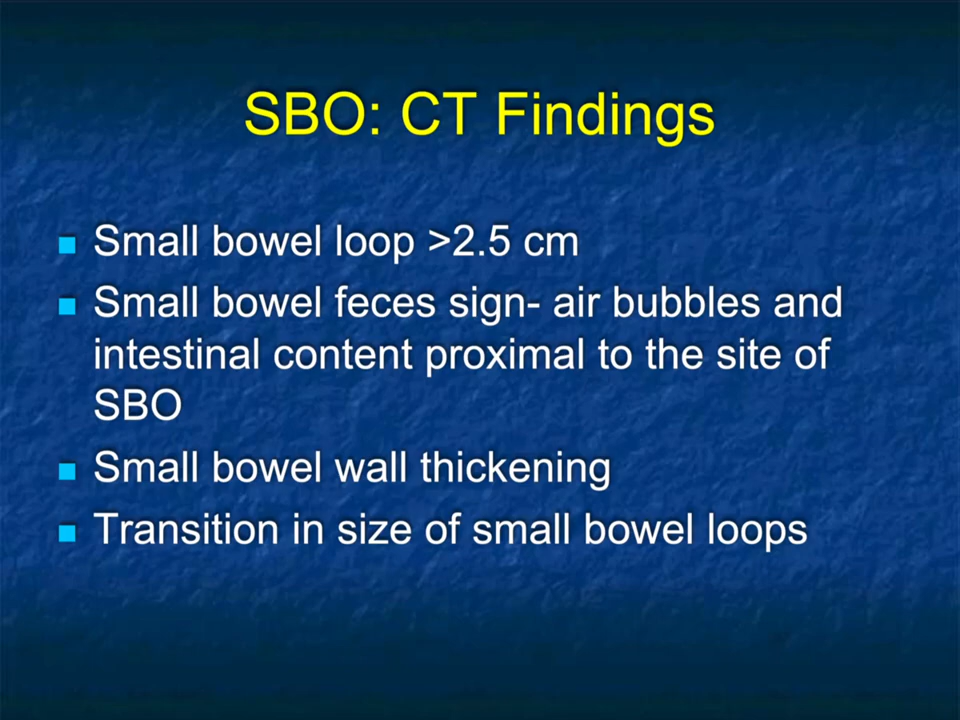 SBO: CT Findings
Small bowel loop >2.5 cm
Small bowel feces sign- air bubbles and
intestinal content proximal to the site of
SBO
Small bowel wall thickening
Transition in size of small bowel loops